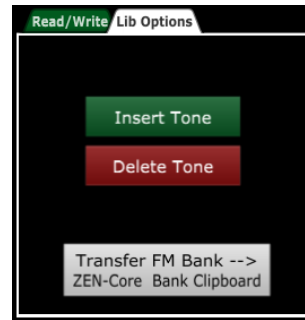 Read/Write Lib Options
Insert Tone
Delete Tone
Transfer FM Bank -->
ZEN-Core Bank Clipboard